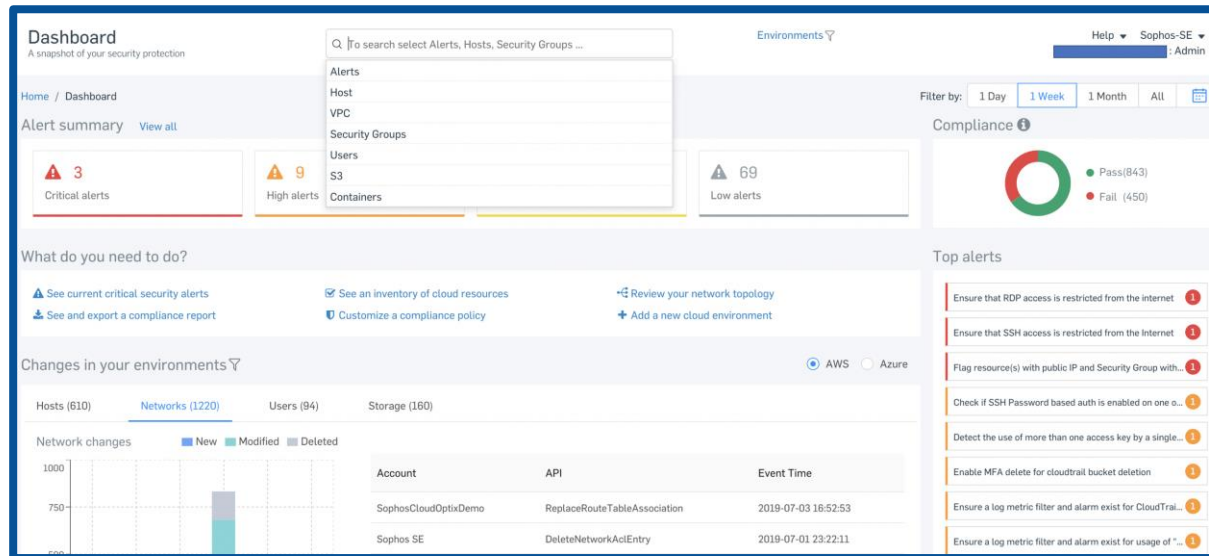 Dashboard
A snapshot of your security protection
To search select Alerts, Hosts, Security Groups ...
Environments
Help
Sophos-SE
: Admin
Alerts
Host
VPC
Security Groups
Users
S3
Containers
Home / Dashboard
Filter by: 1 Day 1 Week 1 Month All
Alert summary View all
3
Critical alerts
9
High alerts
69
Low alerts
Compliance
Pass(843)
Fail (450)
What do you need to do?
See current critical security alerts
See an inventory of cloud resources
Review your network topology
See and export a compliance report
Customize a compliance policy
Add a new cloud environment
Top alerts
Ensure that RDP access is restricted from the internet 1
Ensure that SSH access is restricted from the Internet 1
Flag resource(s) with public IP and Security Group with... 1
Check if SSH Password based auth is enabled on one o... 1
Detect the use of more than one access key by a single... 1
Enable MFA delete for cloudtrail bucket deletion 1
Ensure a log metric filter and alarm exist for CloudTrai... 1
Ensure a log metric filter and alarm exist for usage of "... 1
Changes in your environments
AWS Azure
Hosts (610) Networks (1220) Users (94) Storage (160)
Network changes New Modified Deleted
1000
750
Account API Event Time
SophosCloudOptixDemo ReplaceRouteTableAssociation 2019-07-03 16:52:53
Sophos SE DeleteNetworkAclEntry 2019-07-01 23:22:11